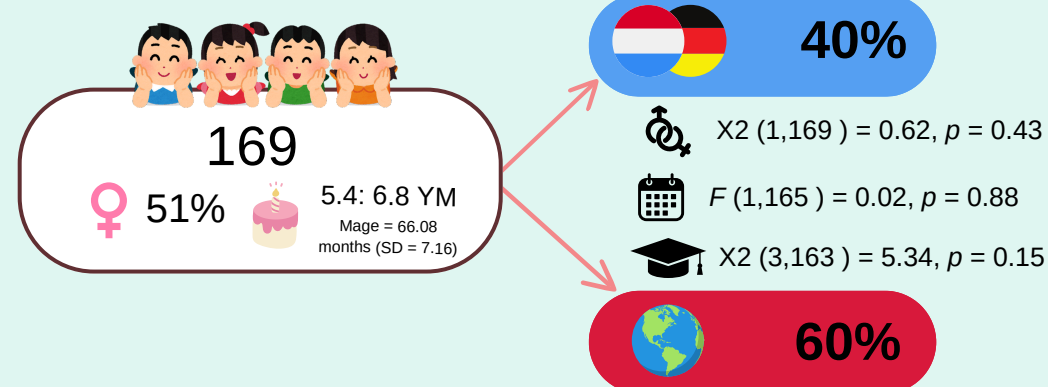 169
51%
5.4: 6.8 YM
Mage = 66.08
months (SD = 7.16)
40%
X2 (1,169 ) = 0.62, p = 0.43
F (1,165 ) = 0.02, p = 0.88
X2 (3,163 ) = 5.34, p = 0.15
60%